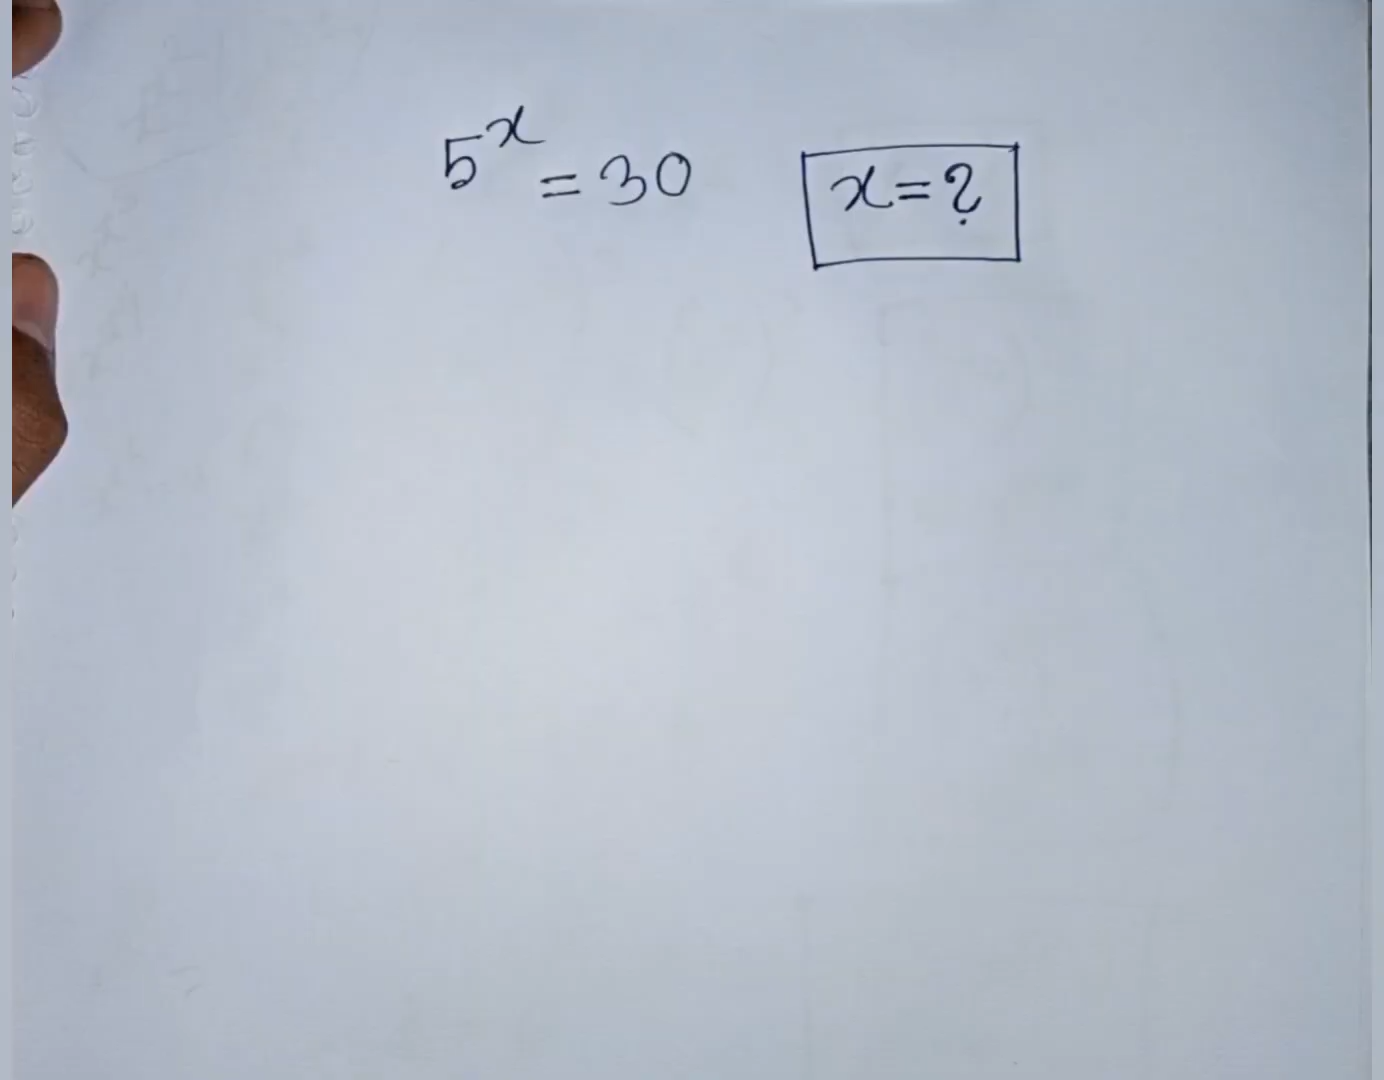 5^x = 30 x = ?